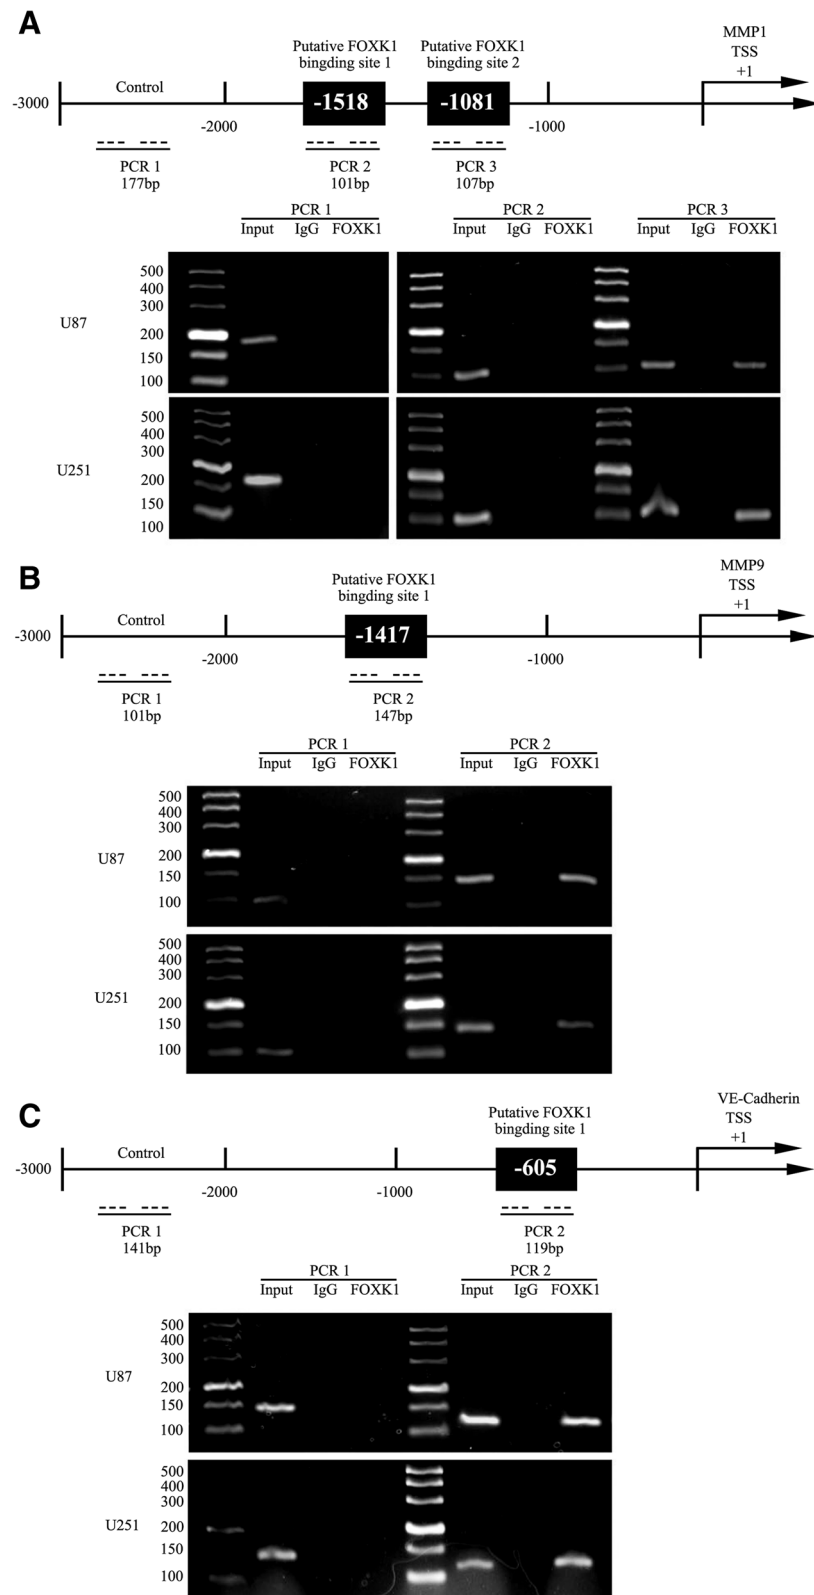 A
Putative FOXK1
bingding site 1
Putative FOXK1
bingding site 2
MMP1
TSS
+1
Control
-3000
-1518
-1081
-2000
-1000
PCR 1
177bp
PCR 2
101bp
PCR 3
107bp
PCR 1
PCR 2
PCR 3
Input IgG FOXK1
Input IgG FOXK1
Input IgG FOXK1
U87
500
400
300
200
150
100
U251
500
400
300
200
150
100
B
Putative FOXK1
bingding site 1
MMP9
TSS
+1
Control
-3000
-1417
-2000
-1000
PCR 1
101bp
PCR 2
147bp
PCR 1
PCR 2
Input IgG FOXK1
Input IgG FOXK1
U87
500
400
300
200
150
100
U251
500
400
300
200
150
100
C
Putative FOXK1
bingding site 1
VE-Cadherin
TSS
+1
Control
-3000
-605
-2000
-1000
PCR 1
141bp
PCR 2
119bp
PCR 1
PCR 2
Input IgG FOXK1
Input IgG FOXK1
U87
500
400
300
200
150
100
U251
500
400
300
200
150
100